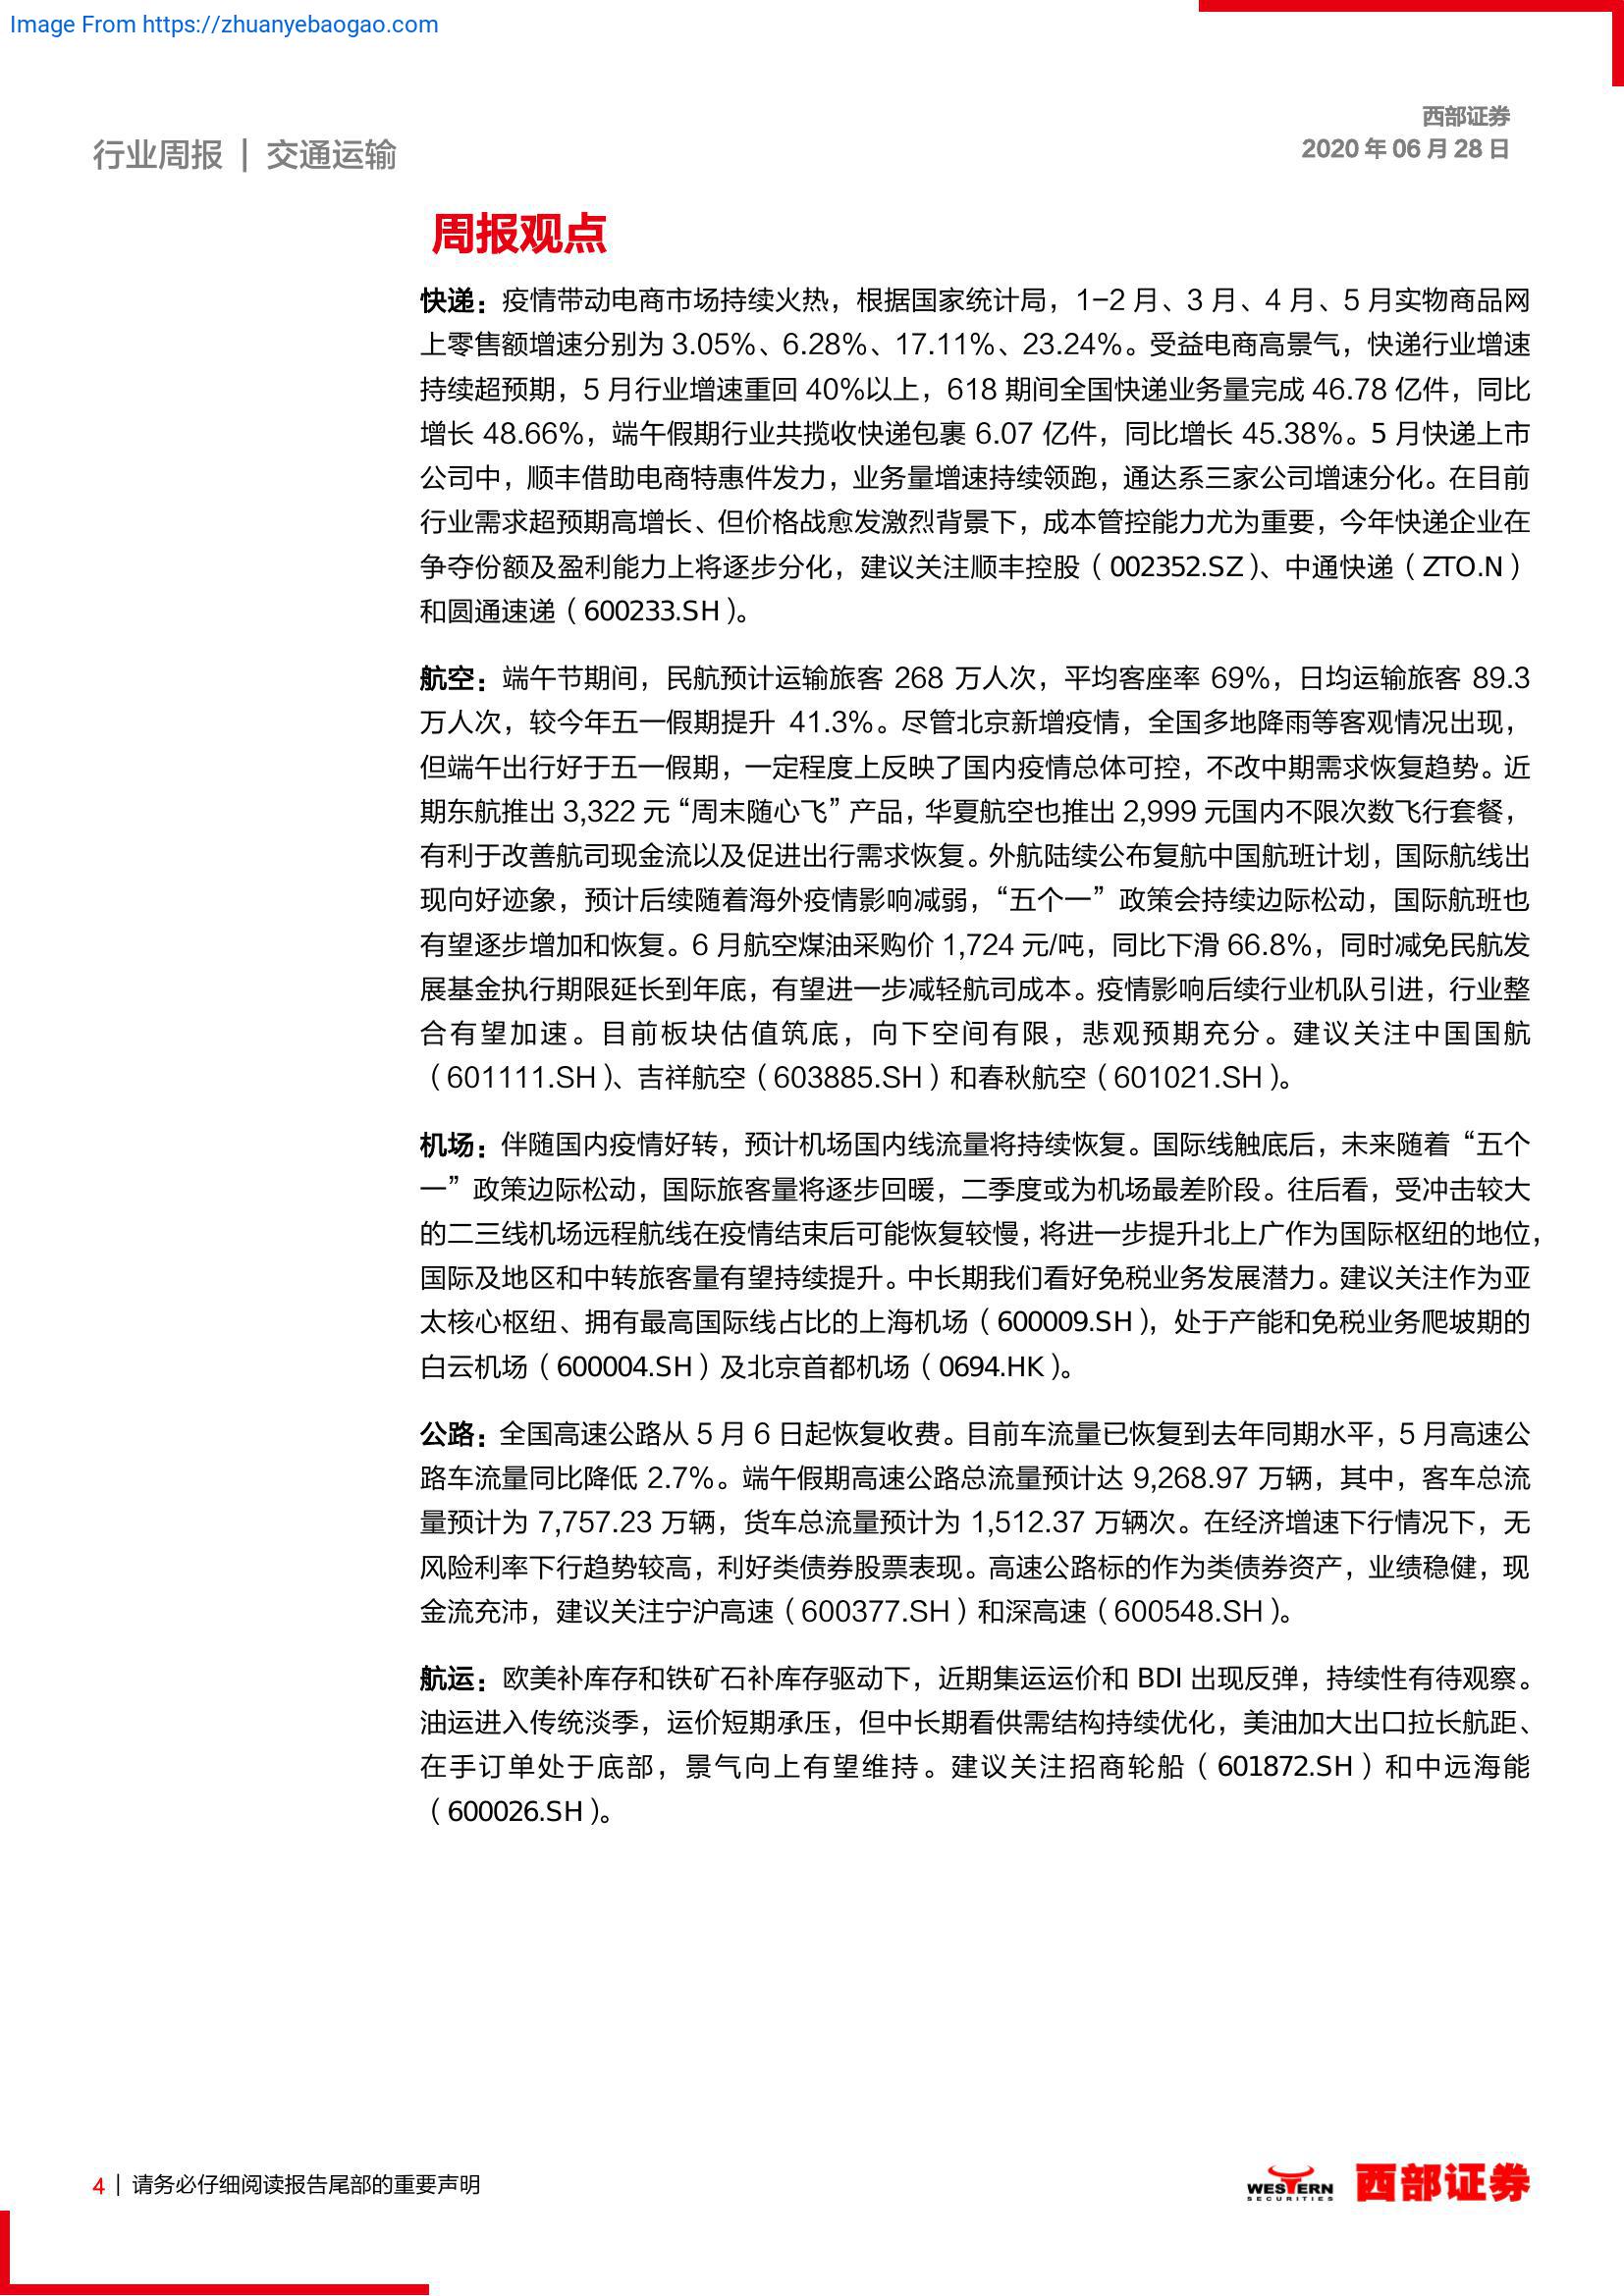 Image From https://zhuanyebaogao.com
西部证券
行业周报 | 交通运输
2020 年 06 月 28 日
周报观点
快递：疫情带动电商市场持续火热，根据国家统计局，1-2 月、3 月、4 月、5 月实物商品网
上零售额增速分别为 3.05%、6.28%、17.11%、23.24%。受益电商高景气，快递行业增速
持续超预期，5 月行业增速重回 40%以上，618 期间全国快递业务量完成 46.78 亿件，同比
增长 48.66%，端午假期行业共揽收快递包裹 6.07 亿件，同比增长 45.38%。5 月快递上市
公司中，顺丰借助电商特惠件发力，业务量增速持续领跑，通达系三家公司增速分化。在目前
行业需求超预期高增长、但价格战愈发激烈背景下，成本管控能力尤为重要，今年快递企业在
争夺份额及盈利能力上将逐步分化，建议关注顺丰控股（002352.SZ）、中通快递（ZTO.N）
和圆通速递（600233.SH）。
航空：端午节期间，民航预计运输旅客 268 万人次，平均客座率 69%，日均运输旅客 89.3
万人次，较今年五一假期提升 41.3%。尽管北京新增疫情，全国多地降雨等客观情况出现，
但端午出行好于五一假期，一定程度上反映了国内疫情总体可控，不改中期需求恢复趋势。近
期东航推出 3,322 元“周末随心飞”产品，华夏航空也推出 2,999 元国内不限次数飞行套餐，
有利于改善航司现金流以及促进出行需求恢复。外航陆续公布复航中国航班计划，国际航线出
现向好迹象，预计后续随着海外疫情影响减弱，“五个一”政策会持续边际松动，国际航班也
有望逐步增加和恢复。6 月航空煤油采购价 1,724 元/吨，同比下滑 66.8%，同时减免民航发
展基金执行期限延长到年底，有望进一步减轻航司成本。疫情影响后续行业机队引进，行业整
合有望加速。目前板块估值筑底，向下空间有限，悲观预期充分。建议关注中国国航
（601111.SH）、吉祥航空（603885.SH）和春秋航空（601021.SH）。
机场：伴随国内疫情好转，预计机场国内线流量将持续恢复。国际线触底后，未来随着“五个
一”政策边际松动，国际旅客量将逐步回暖，二季度或为机场最差阶段。往后看，受冲击较大
的二三线机场远程航线在疫情结束后可能恢复较慢，将进一步提升北上广作为国际枢纽的地位，
国际及地区和中转旅客量有望持续提升。中长期我们看好免税业务发展潜力。建议关注作为亚
太核心枢纽、拥有最高国际线占比的上海机场（600009.SH），处于产能和免税业务爬坡期的
白云机场（600004.SH）及北京首都机场（0694.HK）。
公路：全国高速公路从 5 月 6 日起恢复收费。目前车流量已恢复到去年同期水平，5 月高速公
路车流量同比降低 2.7%。端午假期高速公路总流量预计达 9,268.97 万辆，其中，客车总流
量预计为 7,757.23 万辆，货车总流量预计为 1,512.37 万辆次。在经济增速下行情况下，无
风险利率下行趋势较高，利好类债券股票表现。高速公路标的作为类债券资产，业绩稳健，现
金流充沛，建议关注宁沪高速（600377.SH）和深高速（600548.SH）。
航运：欧美补库存和铁矿石补库存驱动下，近期集运运价和 BDI 出现反弹，持续性有待观察。
油运进入传统淡季，运价短期承压，但中长期看供需结构持续优化，美油加大出口拉长航距、
在手订单处于底部，景气向上有望维持。建议关注招商轮船（601872.SH）和中远海能
（600026.SH）。
4 | 请务必仔细阅读报告尾部的重要声明
WESTERN
SECURITIES
西部证券